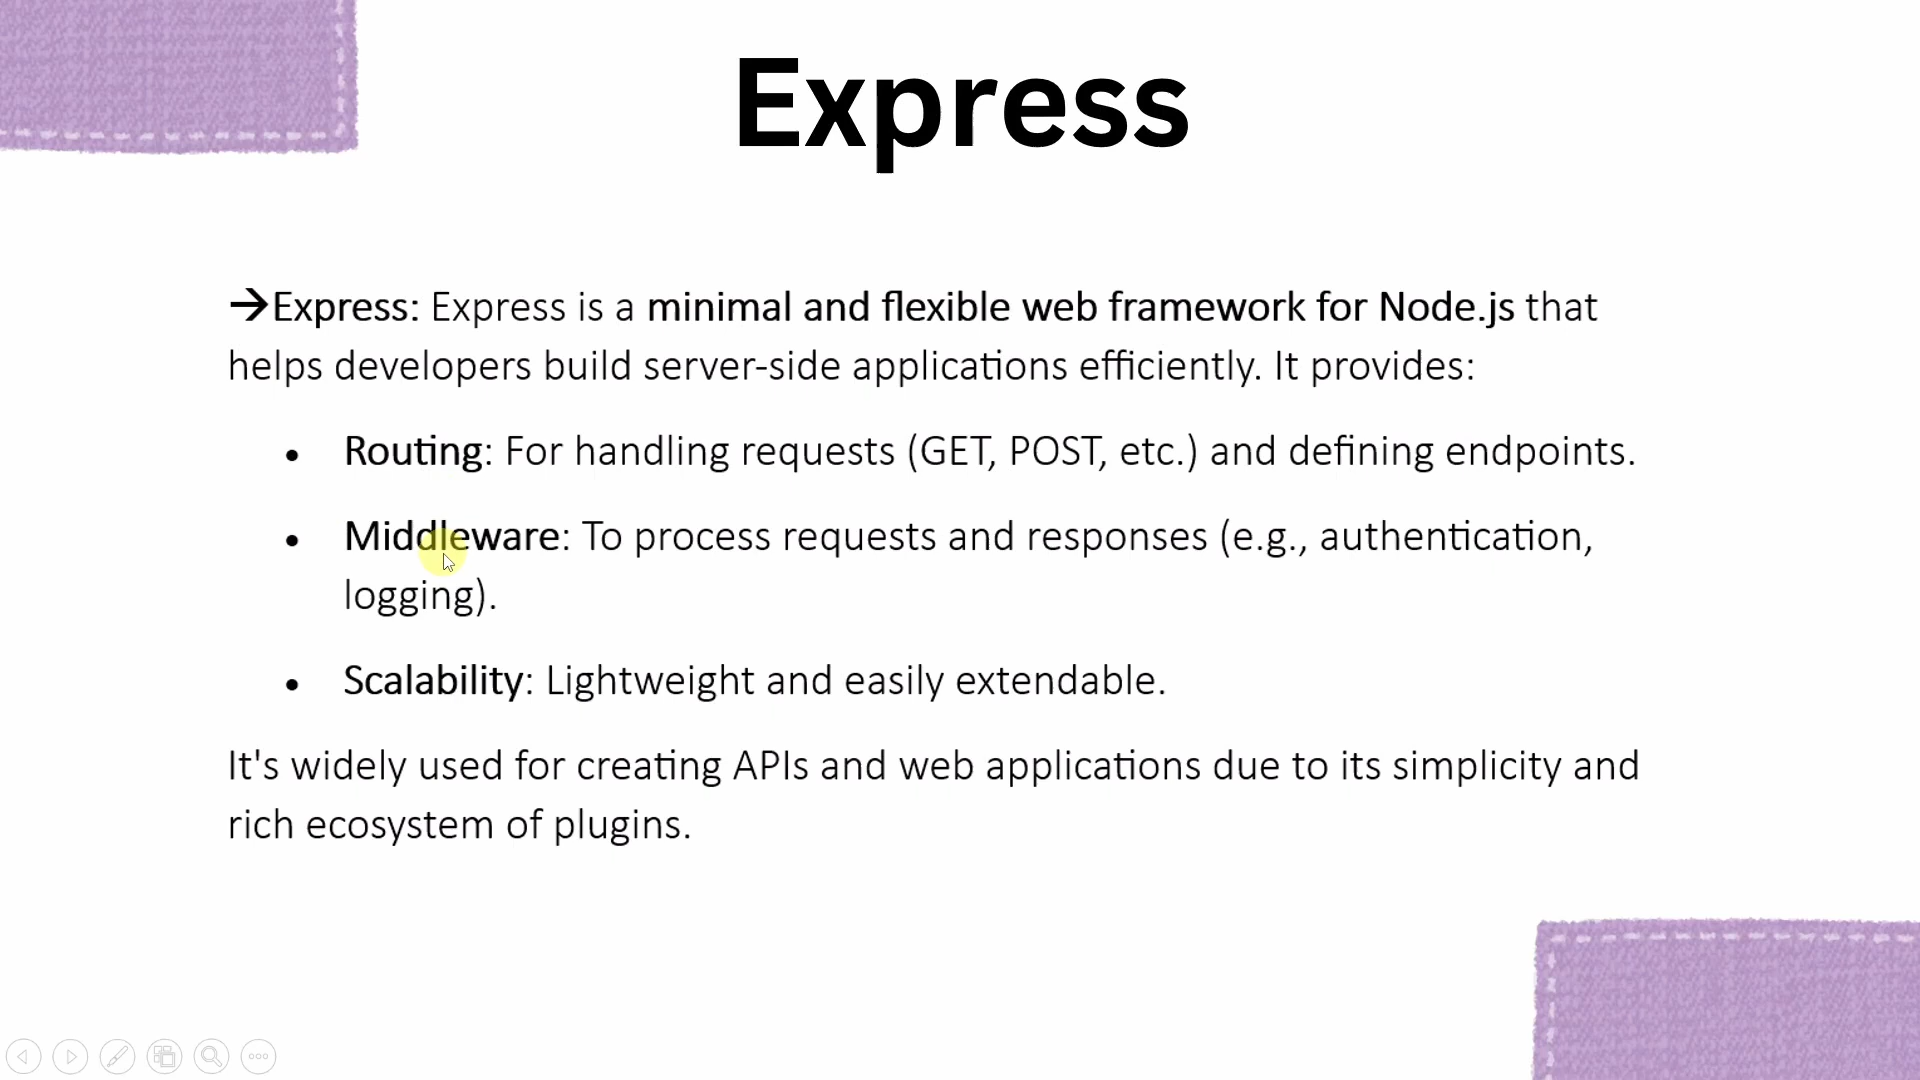 Express
→Express: Express is a minimal and flexible web framework for Node.js that
helps developers build server-side applications efficiently. It provides:
• Routing: For handling requests (GET, POST, etc.) and defining endpoints.
• Middleware: To process requests and responses (e.g., authentication,
logging).
• Scalability: Lightweight and easily extendable.
It's widely used for creating APIs and web applications due to its simplicity and
rich ecosystem of plugins.